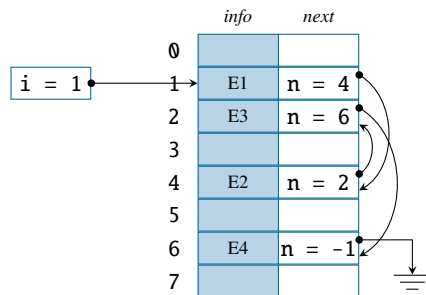 info next
0
i = 1 1 E1 n = 4
2 E3 n = 6
3
4 E2 n = 2
5
6 E4 n = -1
7